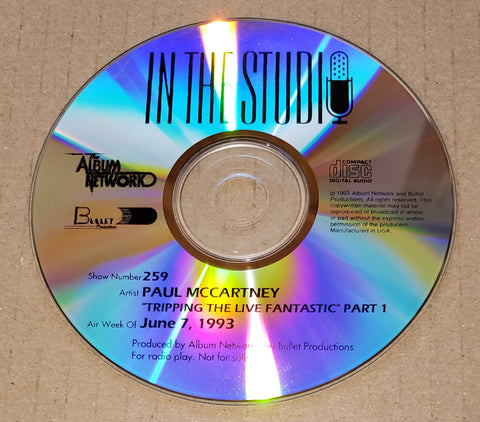 IN THE STUDIO
The
ALBUM
NETWORK
BULLET
Productions
COMPACT
disc
DIGITAL AUDIO
© 1993 Album Network and Bullet
Productions. All rights reserved. This
copywritten material may not be
reproduced or broadcast in whole
or part without the express written
permission of the producers.
Manufactured in U.S.A.
Show Number 259
Artist PAUL MCCARTNEY
"TRIPPING THE LIVE FANTASTIC" PART 1
Air Week Of June 7, 1993
Produced by Album Network and Bullet Productions
For radio play. Not for sale